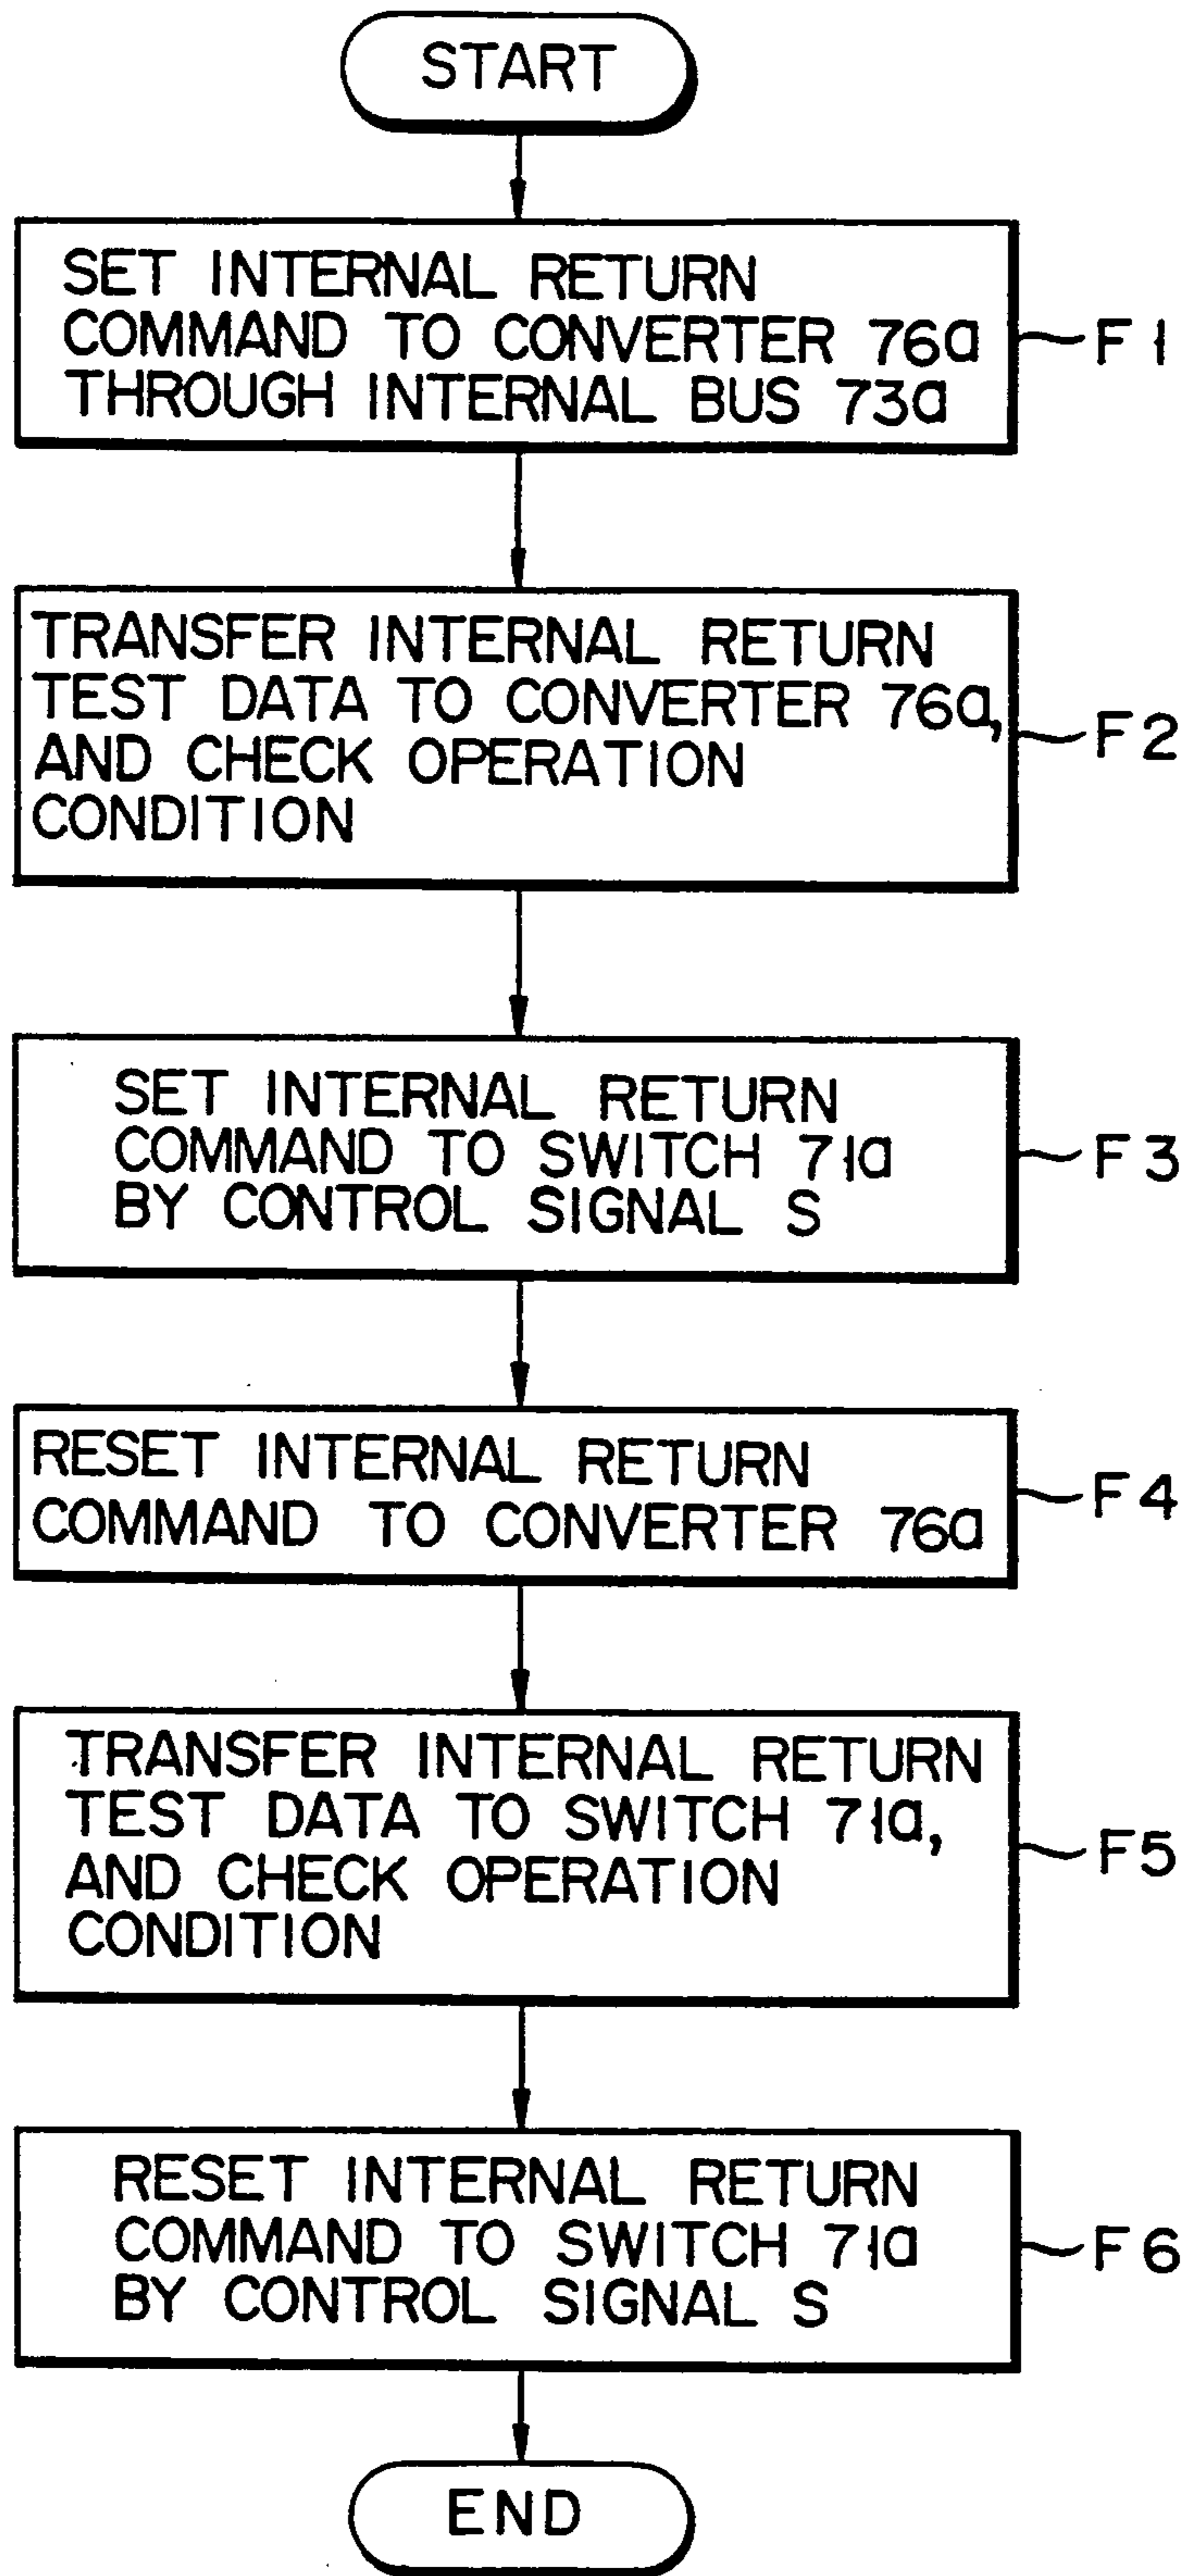 START
SET INTERNAL RETURN
COMMAND TO CONVERTER 76a
THROUGH INTERNAL BUS 73a
F1
TRANSFER INTERNAL RETURN
TEST DATA TO CONVERTER 76a,
AND CHECK OPERATION
CONDITION
F2
SET INTERNAL RETURN
COMMAND TO SWITCH 71a
BY CONTROL SIGNAL S
F3
RESET INTERNAL RETURN
COMMAND TO CONVERTER 76a
F4
TRANSFER INTERNAL RETURN
TEST DATA TO SWITCH 71a,
AND CHECK OPERATION
CONDITION
F5
RESET INTERNAL RETURN
COMMAND TO SWITCH 71a
BY CONTROL SIGNAL S
F6
END